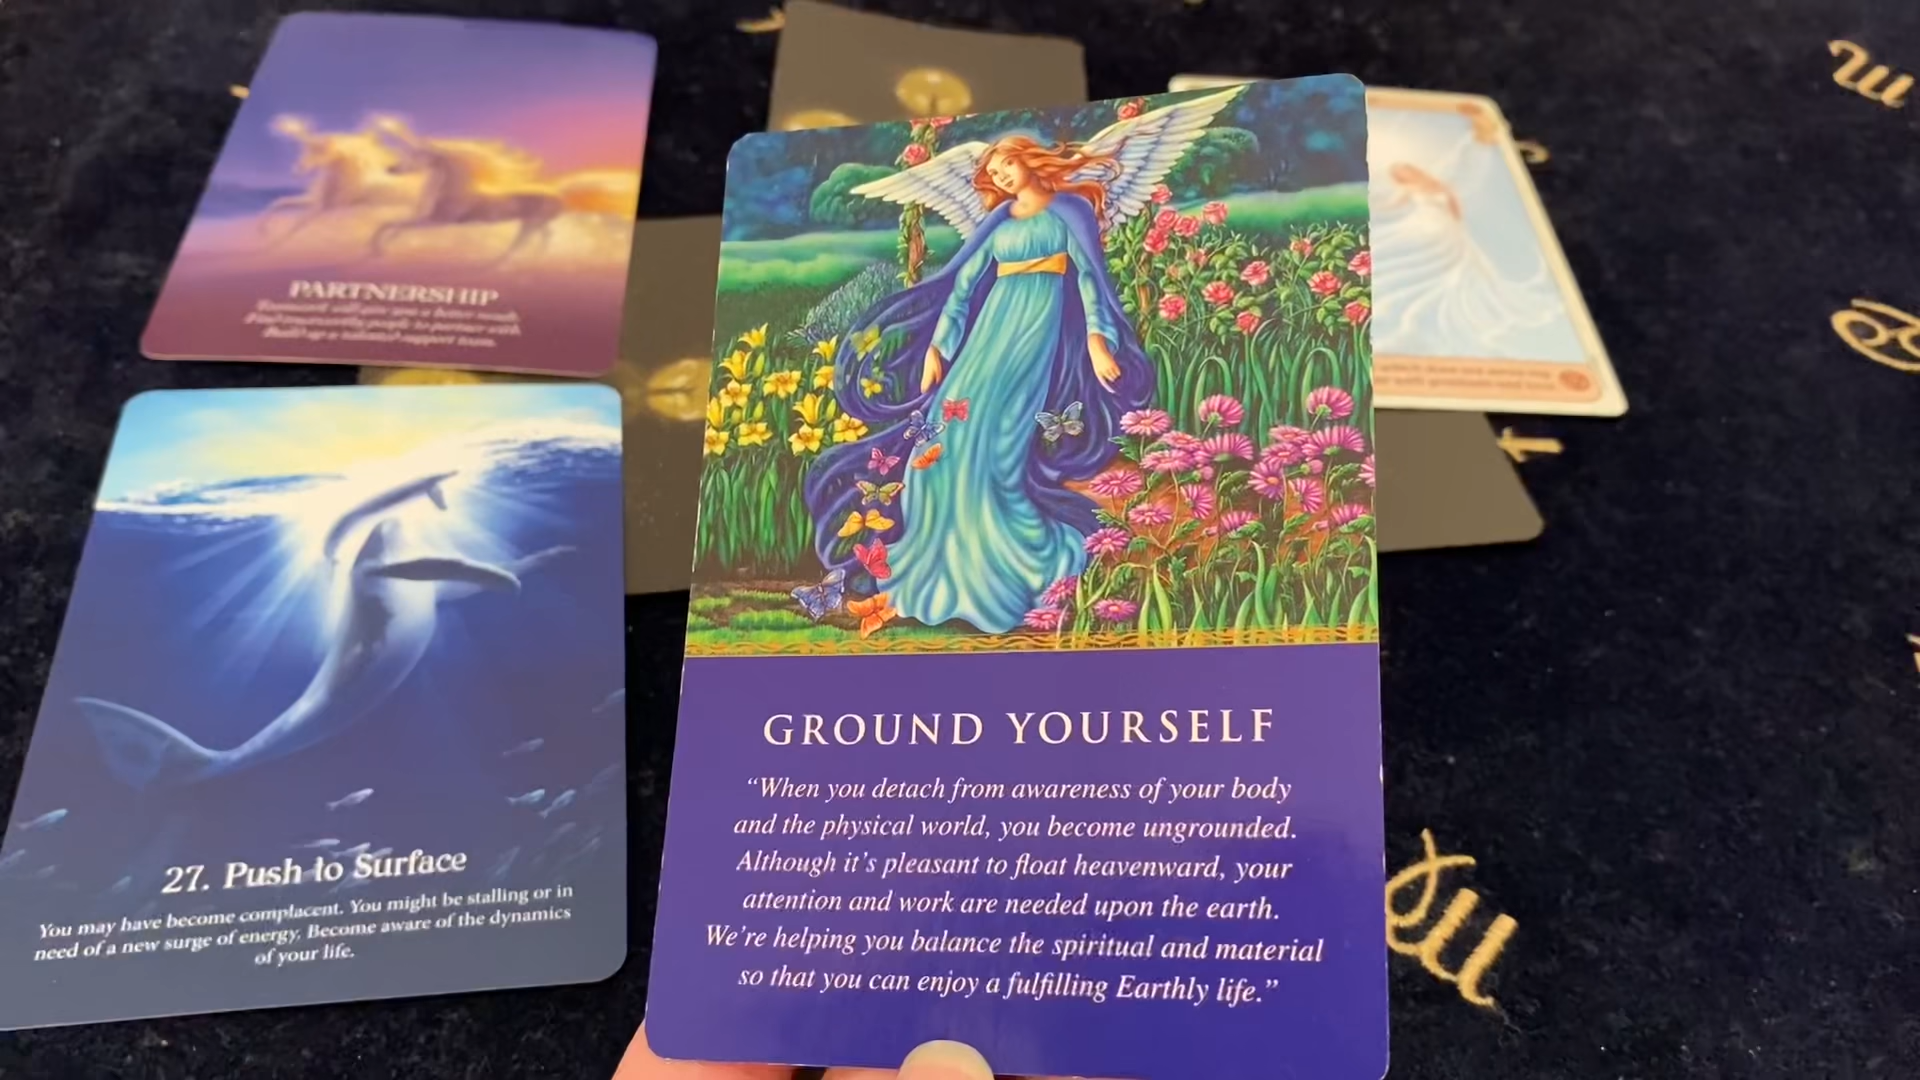 PARTNERSHIP
27. Push to Surface
You may have become complacent. You might be stalling or in
need of a new surge of energy. Become aware of the dynamics
of your life.
GROUND YOURSELF
“When you detach from awareness of your body
and the physical world, you become ungrounded.
Although it’s pleasant to float heavenward, your
attention and work are needed upon the earth.
We’re helping you balance the spiritual and material
so that you can enjoy a fulfilling Earthly life.”